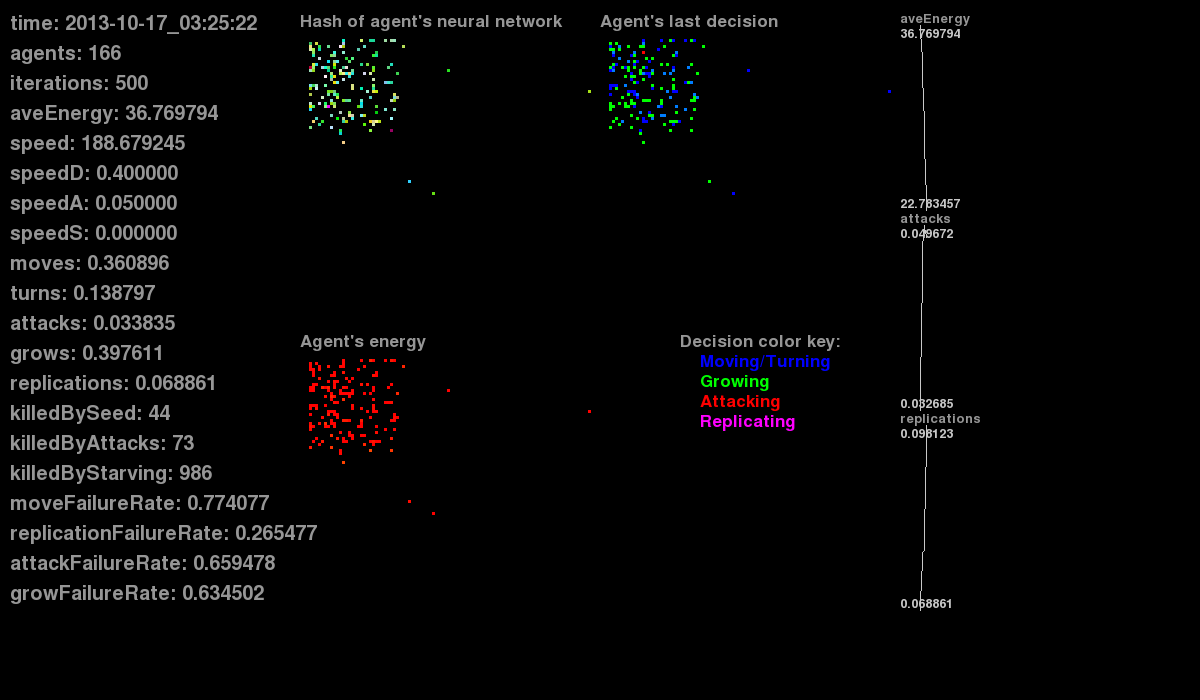 time: 2013-10-17_03:25:22
agents: 166
iterations: 500
aveEnergy: 36.769794
speed: 188.679245
speedD: 0.400000
speedA: 0.050000
speedS: 0.000000
moves: 0.360896
turns: 0.138797
attacks: 0.033835
grows: 0.397611
replications: 0.068861
killedBySeed: 44
killedByAttacks: 73
killedByStarving: 986
moveFailureRate: 0.774077
replicationFailureRate: 0.265477
attackFailureRate: 0.659478
growFailureRate: 0.634502
Hash of agent's neural network
Agent's last decision
Agent's energy
Decision color key:
Moving/Turning
Growing
Attacking
Replicating
aveEnergy
36.769794
22.783457
attacks
0.049672
0.032685
replications
0.096123
0.068861